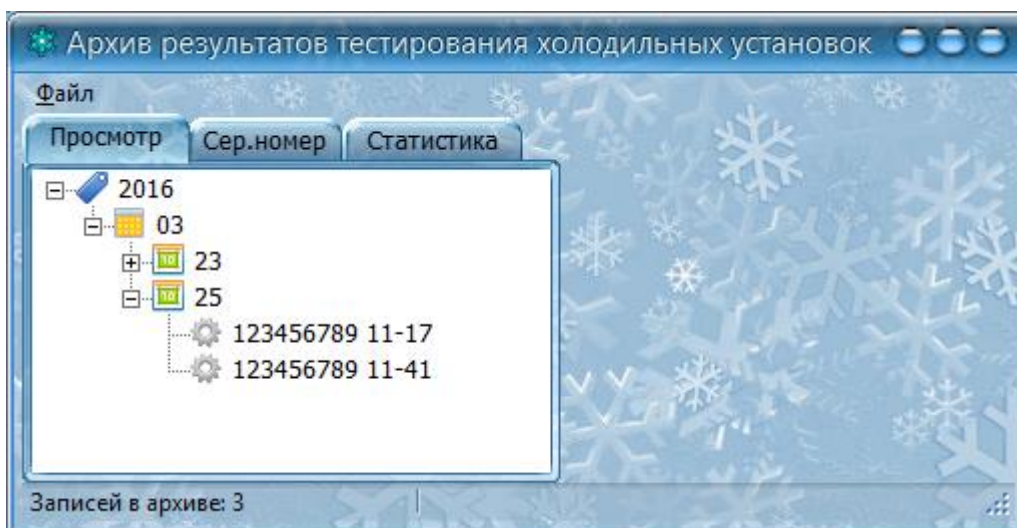 Архив результатов тестирования холодильных установок
Файл
Просмотр Сер.номер Статистика
2016
03
23
25
123456789 11-17
123456789 11-41
Записей в архиве: 3